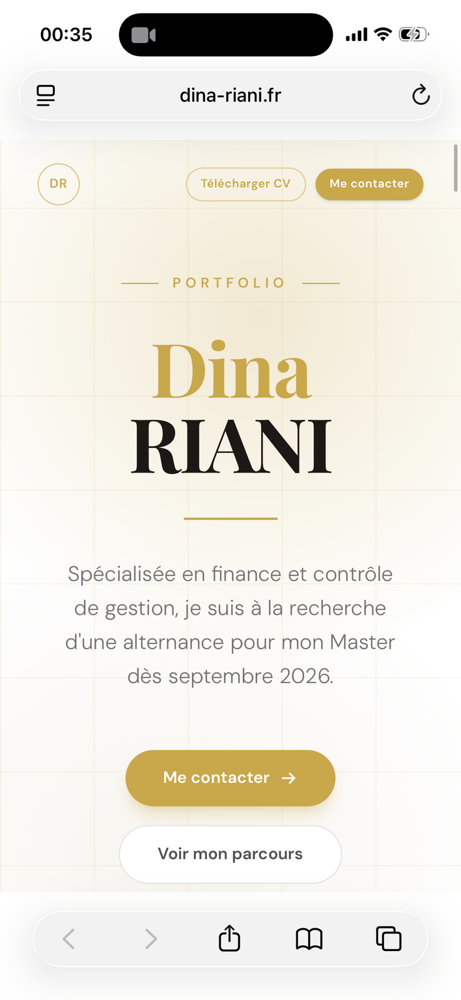 00:35
dina-riani.fr
DR
Télécharger CV
Me contacter
PORTFOLIO
Dina
RIANI
Spécialisée en finance et contrôle
de gestion, je suis à la recherche
d'une alternance pour mon Master
dès septembre 2026.
Me contacter →
Voir mon parcours